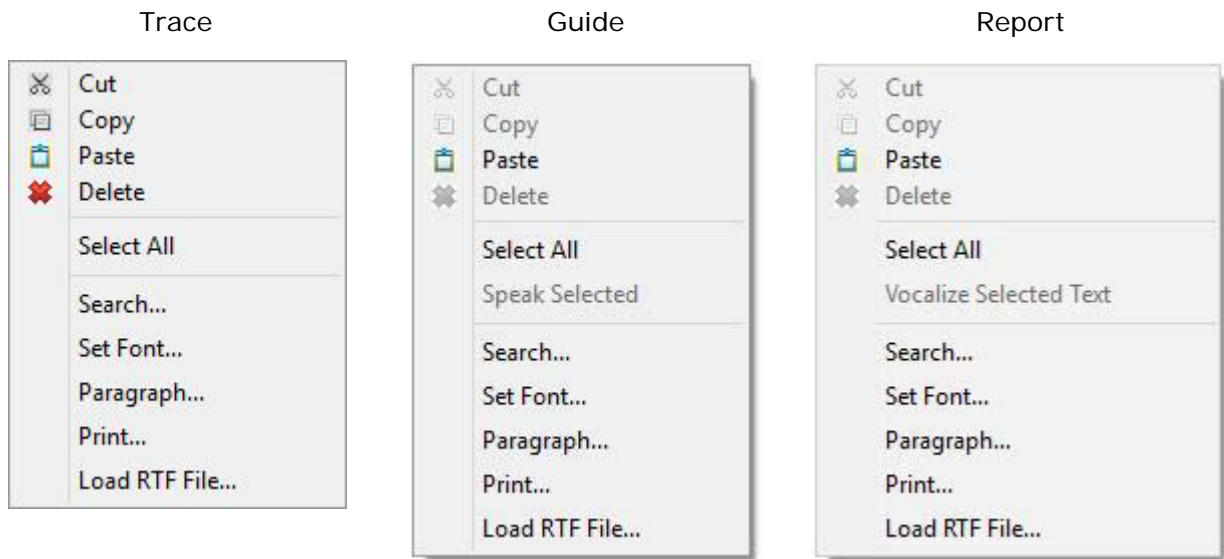 Trace
Cut
Copy
Paste
Delete
Select All
Search...
Set Font...
Paragraph...
Print...
Load RTF File...
Guide
Cut
Copy
Paste
Delete
Select All
Speak Selected
Search...
Set Font...
Paragraph...
Print...
Load RTF File...
Report
Cut
Copy
Paste
Delete
Select All
Vocalize Selected Text
Search...
Set Font...
Paragraph...
Print...
Load RTF File...